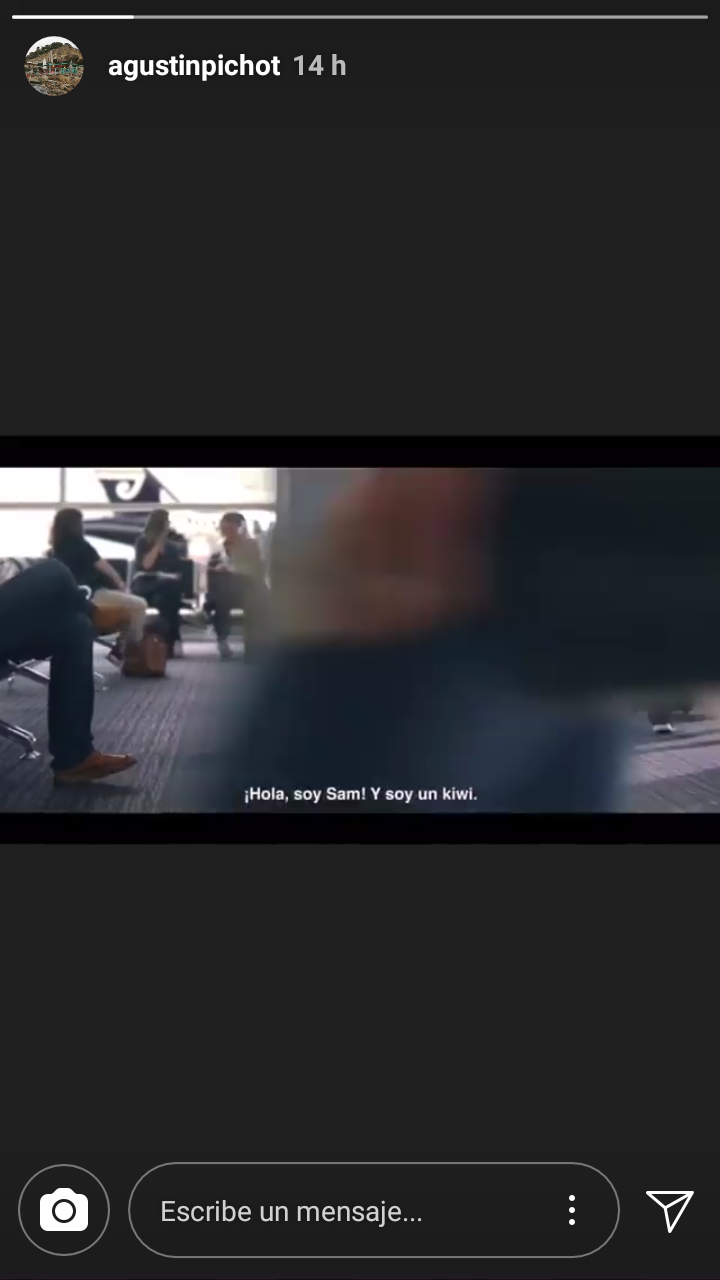 agustinpichot 14 h
¡Hola, soy Sam! Y soy un kiwi.
Escribe un mensaje...